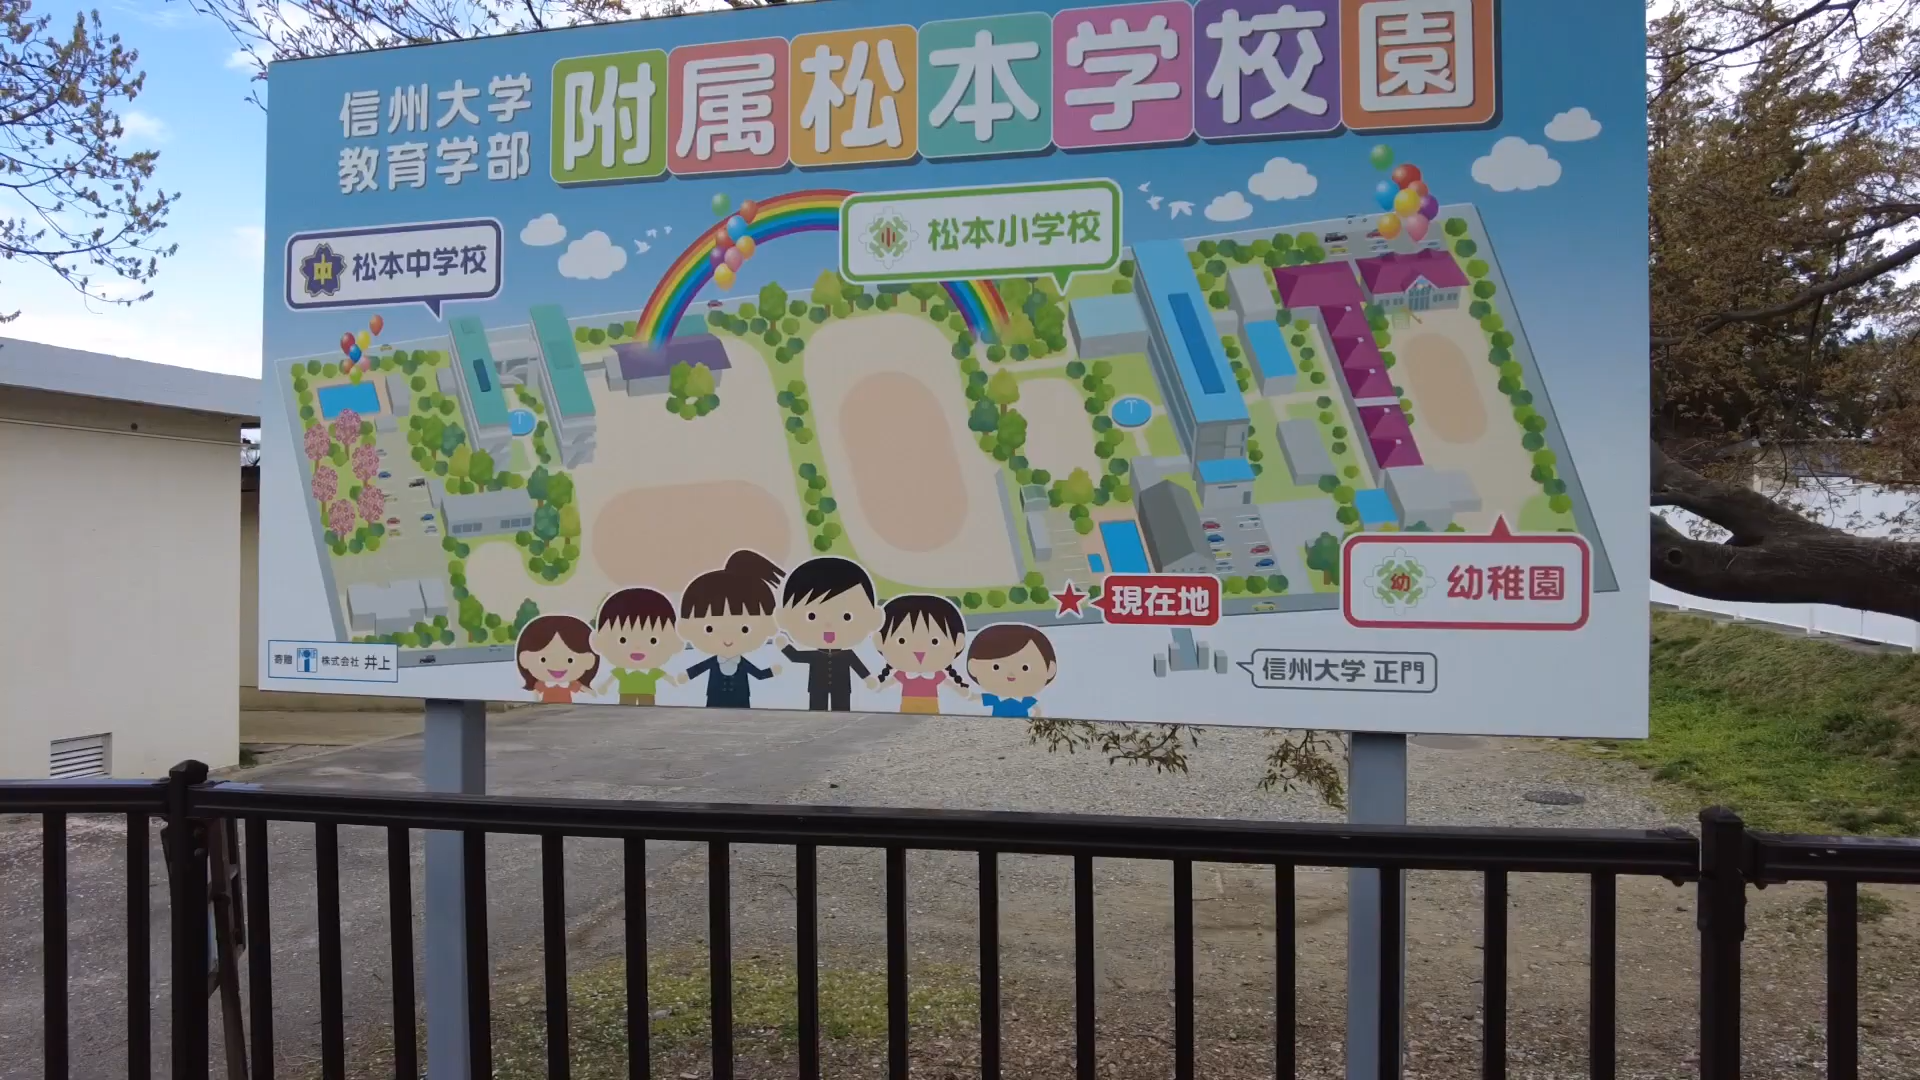 信州大学
教育学部
附属松本学校園
中 松本中学校
松本小学校
幼 幼稚園
現在地
信州大学 正門
寄贈 株式会社 井上